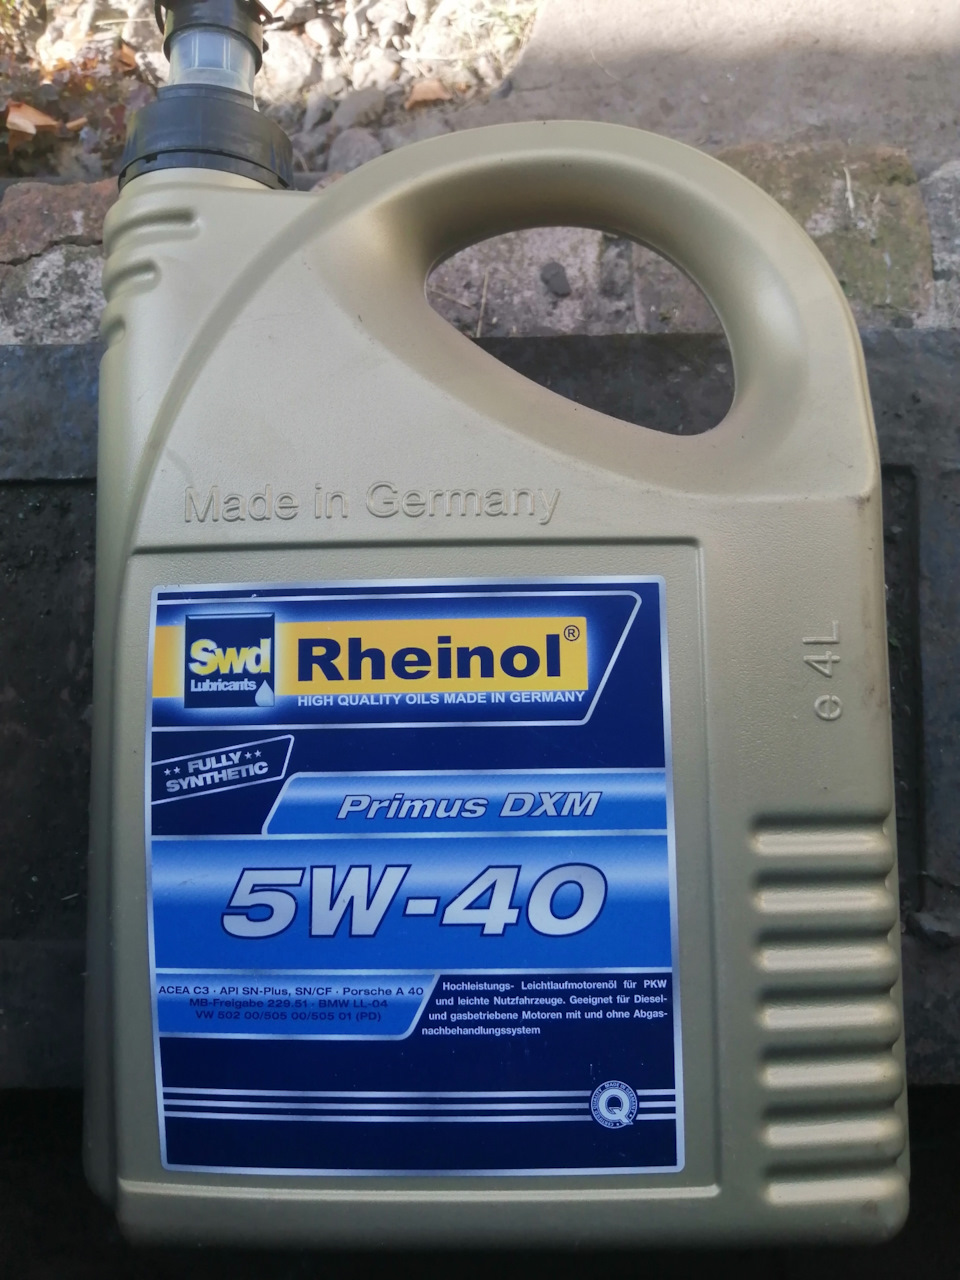 Made in Germany
e 4L
Swd
Lubricants
Rheinol®
HIGH QUALITY OILS MADE IN GERMANY
FULLY
SYNTHETIC
Primus DXM
5W-40
ACEA C3 · API SN-Plus, SN/CF · Porsche A 40
MB-Freigabe 229.51 · BMW LL-04
VW 502 00/505 00/505 01 (PD)
Hochleistungs- Leichtlaufmotorenöl für PKW
und leichte Nutzfahrzeuge. Geeignet für Diesel-
und gasbetriebene Motoren mit und ohne Abgas-
nachbehandlungssystem
Q